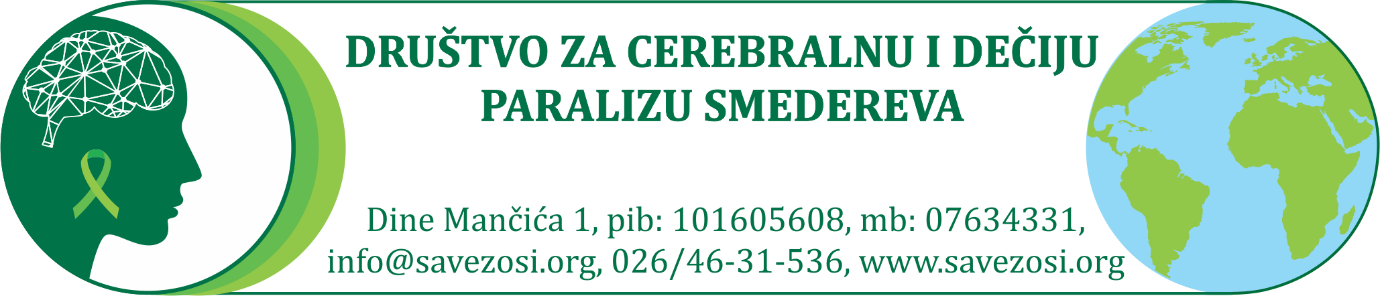 DRUŠTVO ZA CEREBRALNU I DEČIJU
PARALIZU SMEDEREVA
Dine Mančića 1, pib: 101605608, mb: 07634331,
info@savezosi.org, 026/46-31-536, www.savezosi.org